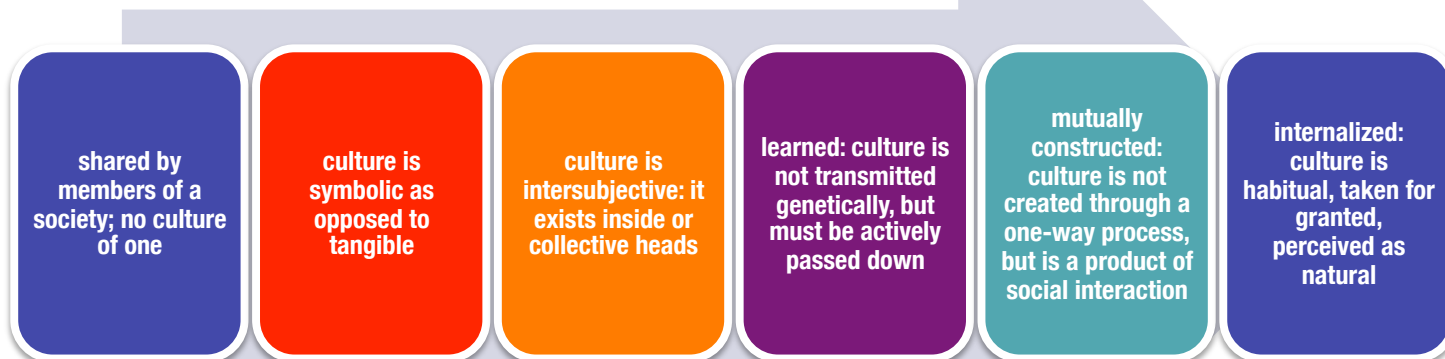 shared by
members of a
society; no culture
of one
culture is
symbolic as
opposed to
tangible
culture is
intersubjective: it
exists inside or
collective heads
learned: culture is
not transmitted
genetically, but
must be actively
passed down
mutually
constructed:
culture is not
created through a
one-way process,
but is a product of
social interaction
internalized:
culture is
habitual, taken for
granted,
perceived as
natural